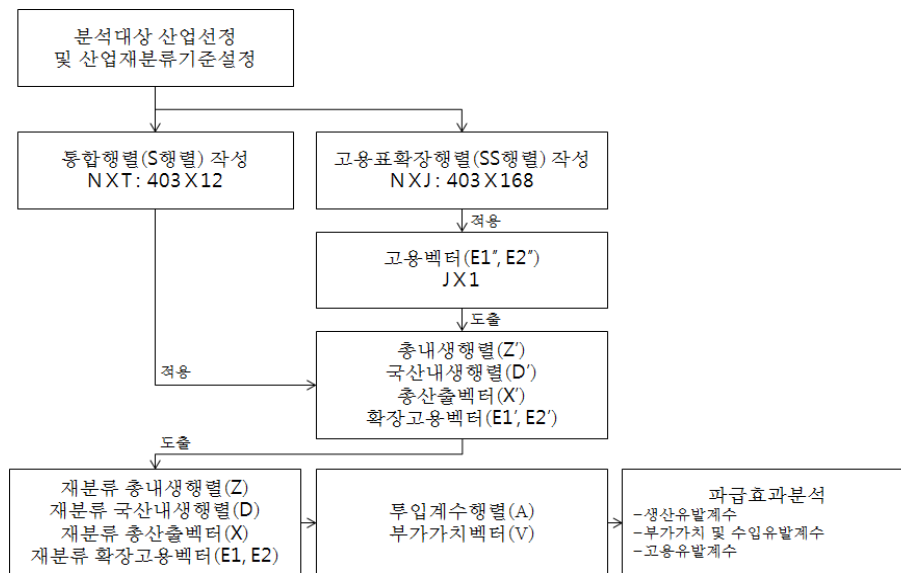 분석대상 산업선정
및 산업재분류기준설정
통합행렬(S행렬) 작성
NXT: 403X12
고용표확장행렬(SS행렬) 작성
NXJ: 403X168
적용
고용벡터(E1″, E2″)
JX1
도출
총내생행렬(Z′)
국산내생행렬(D′)
총산출벡터(X′)
확장고용벡터(E1′, E2′)
적용
도출
재분류 총내생행렬(Z)
재분류 국산내생행렬(D)
재분류 총산출벡터(X)
재분류 확장고용벡터(E1, E2)
투입계수행렬(A)
부가가치벡터(V)
파급효과분석
-생산유발계수
-부가가치 및 수입유발계수
-고용유발계수